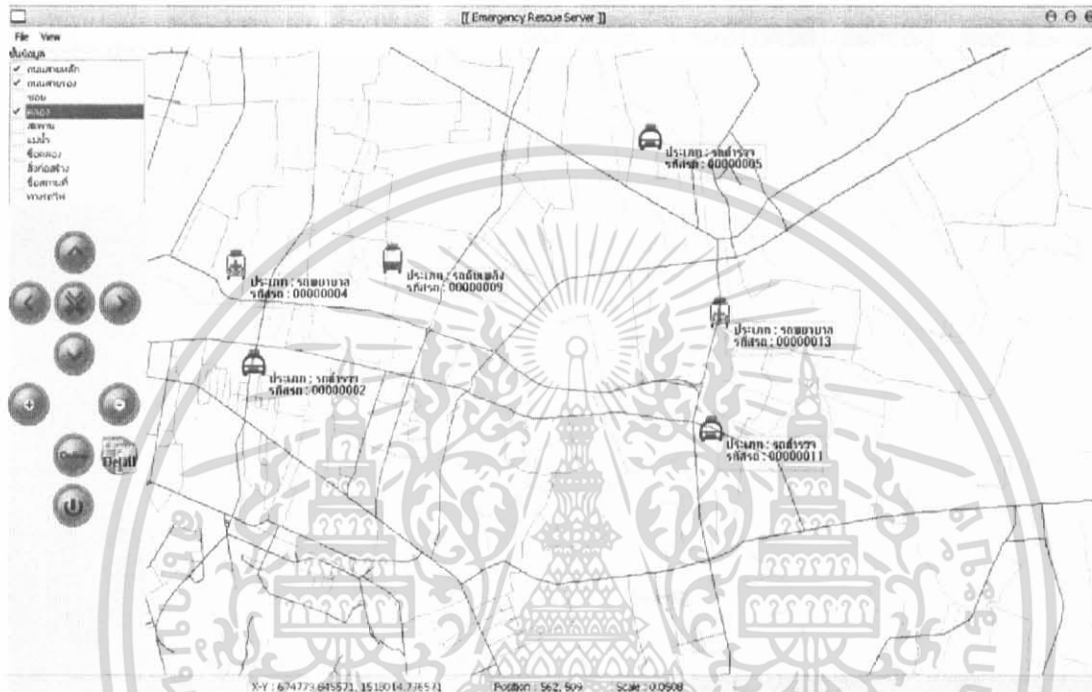 [[ Emergency Rescue Server ]]
File View
ชั้นข้อมูล
ถนนสายหลัก
ถนนสายรอง
ซอย
คลอง
สะพาน
แม่น้ำ
ชื่อคลอง
สิ่งก่อสร้าง
ชื่อสถานที่
ทางรถไฟ
ประเภท : รถตำรวจ
รหัสรถ : 00000005
ประเภท : รถพยาบาล
รหัสรถ : 00000004
ประเภท : รถดับเพลิง
รหัสรถ : 00000009
ประเภท : รถพยาบาล
รหัสรถ : 00000013
ประเภท : รถตำรวจ
รหัสรถ : 00000002
ประเภท : รถตำรวจ
รหัสรถ : 00000011
Online
Detail
X-Y : 674779.845571, 1518014.776571 Position : 562, 509 Scale : 0.0508